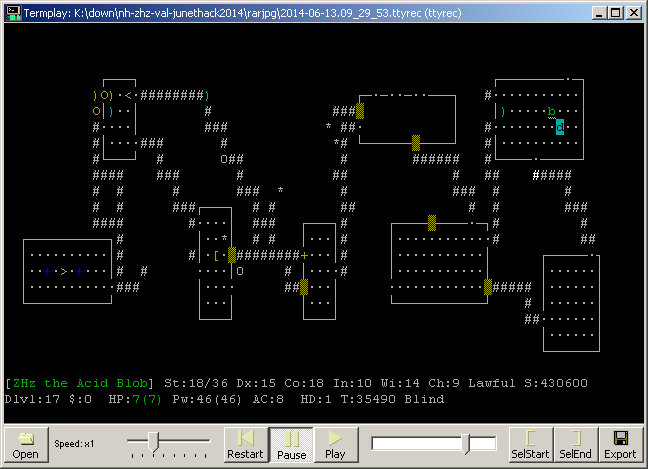 Termplay: K:\down\nh-zhz-val-junethack2014\rarjpg\2014-06-13.09_29_53.ttyrec (ttyrec)
[ZHz the Acid Blob] St:18/36 Dx:15 Co:18 In:10 Wi:14 Ch:9 Lawful S:430600
Dlvl:17 $:0 HP:7(7) Pw:46(46) AC:8 HD:1 T:35490 Blind
Open
Speed: x1
Restart
Pause
Play
SelStart
SelEnd
Export